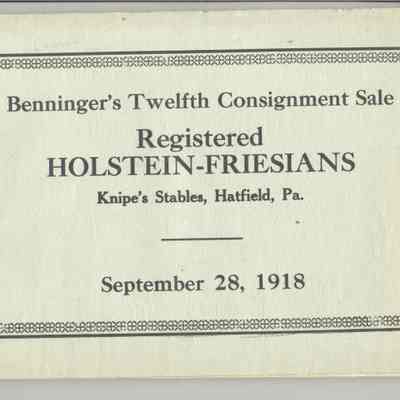 Benninger's Twelfth Consignment Sale
Registered
HOLSTEIN-FRIESIANS
Knipe's Stables, Hatfield, Pa.
September 28, 1918